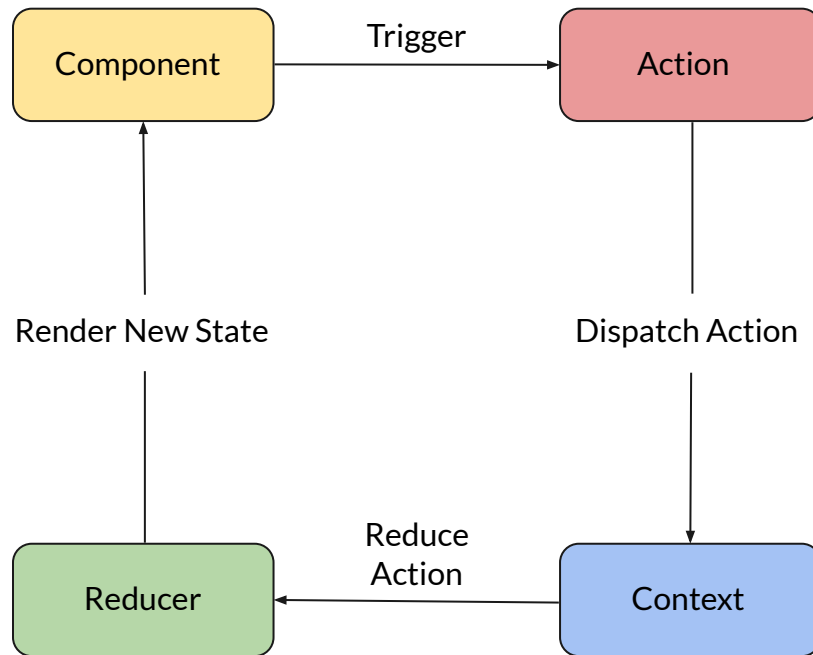 Component
Trigger
Action
Render New State
Dispatch Action
Reducer
Reduce
Action
Context